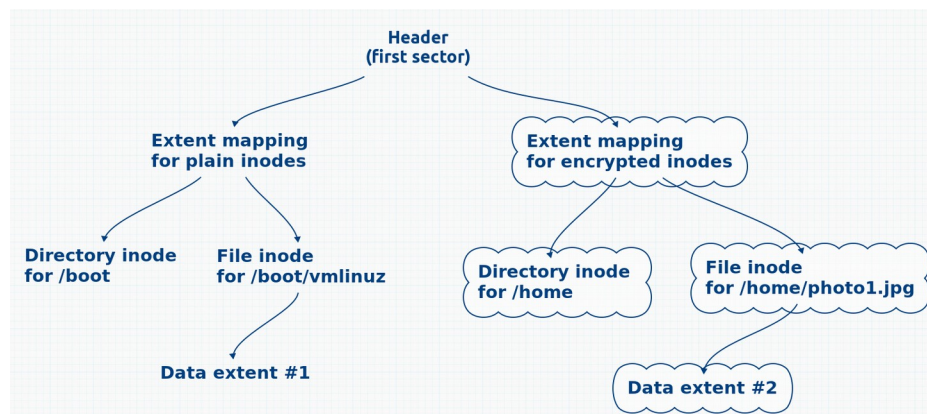 Header
(first sector)
Extent mapping
for plain inodes
Extent mapping
for encrypted inodes
Directory inode
for /boot
File inode
for /boot/vmlinuz
Directory inode
for /home
File inode
for /home/photo1.jpg
Data extent #1
Data extent #2